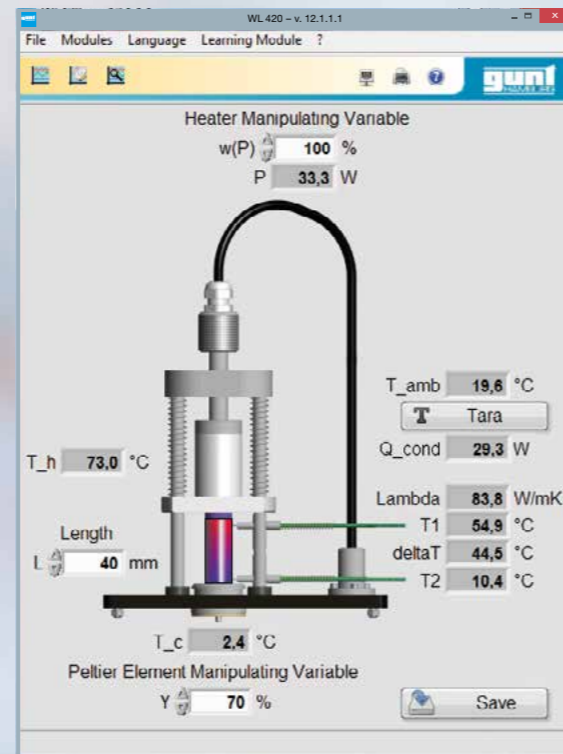 WL 420 – v. 12.1.1.1
File Modules Language Learning Module ?
gunt
HAMBURG
Heater Manipulating Variable
w(P) 100 %
P 33,3 W
T_amb 19,6 °C
T Tara
Q_cond 29,3 W
T_h 73,0 °C
Lambda 83,8 W/mK
T1 54,9 °C
Length
deltaT 44,5 °C
L 40 mm
T2 10,4 °C
T_c 2,4 °C
Peltier Element Manipulating Variable
Y 70 %
Save